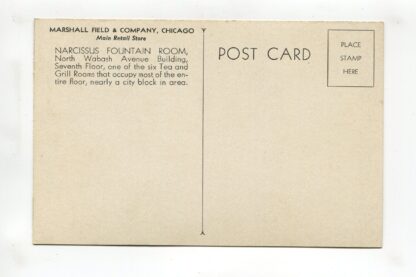 MARSHALL FIELD & COMPANY, CHICAGO
Main Retail Store
NARCISSUS FOUNTAIN ROOM,
North Wabash Avenue Building,
Seventh Floor, one of the six Tea and
Grill Rooms that occupy most of the en-
tire floor, nearly a city block in area.
POST CARD
PLACE
STAMP
HERE